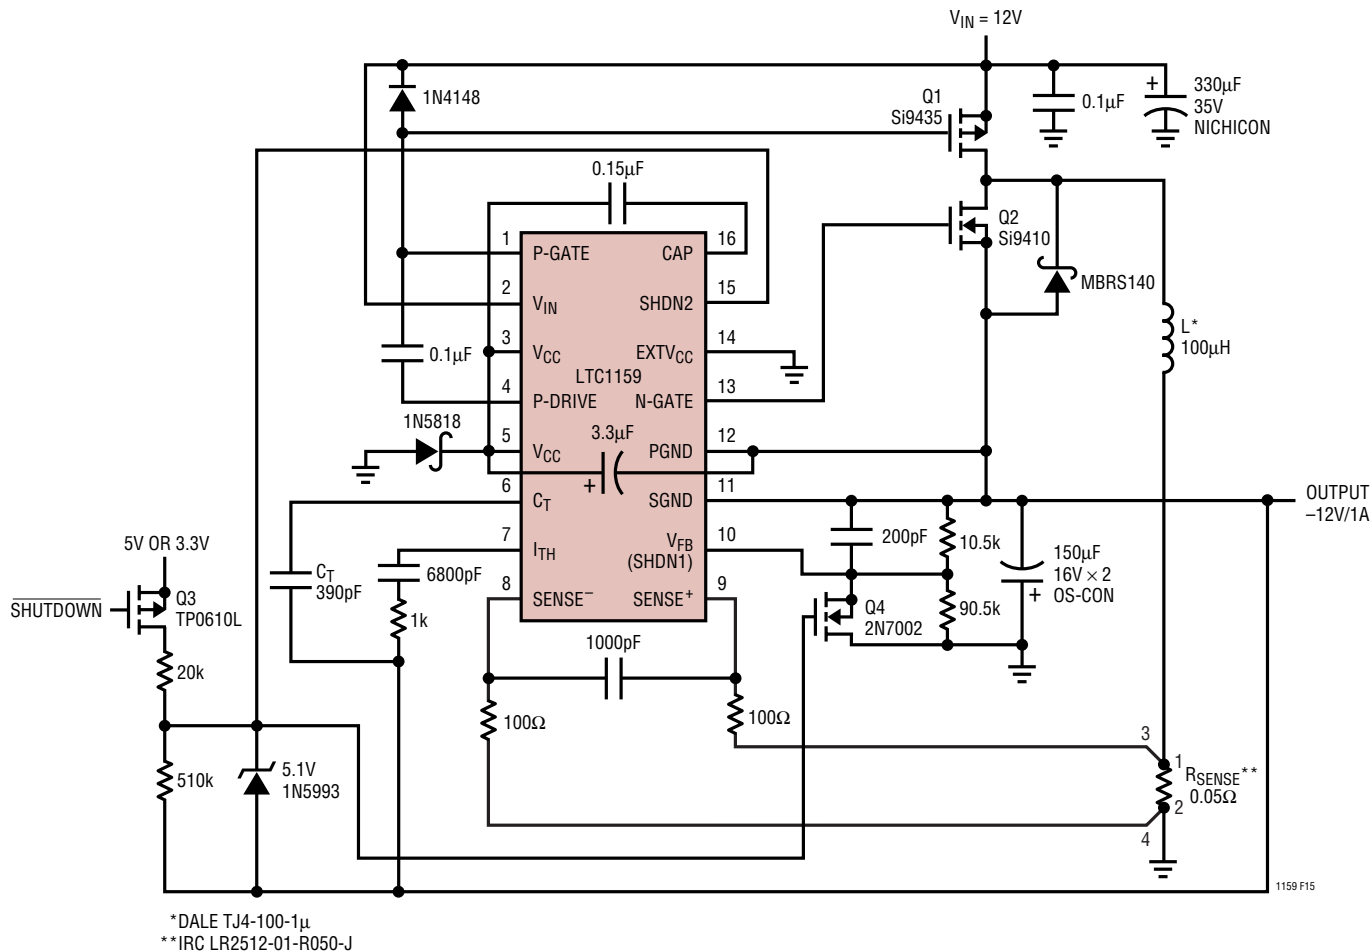 V_IN = 12V
1N4148
Q1
Si9435
0.1μF
+
330μF
35V
NICHICON
0.15μF
Q2
Si9410
1
P-GATE
CAP
16
MBRS140
2
V_IN
SHDN2
15
L*
100μH
3
V_CC
EXTV_CC
14
0.1μF
LTC1159
4
P-DRIVE
N-GATE
13
1N5818
5
V_CC
3.3μF
+
PGND
12
6
C_T
SGND
11
OUTPUT
–12V/1A
7
I_TH
V_FB
(SHDN1)
10
200pF
10.5k
150μF
16V × 2
OS-CON
+
5V OR 3.3V
SHUTDOWN
Q3
TP0610L
C_T
390pF
6800pF
1k
8
SENSE⁻
SENSE⁺
9
Q4
2N7002
90.5k
1000pF
20k
100Ω
100Ω
510k
5.1V
1N5993
3
1
R_SENSE**
0.05Ω
2
4
1159 F15
*DALE TJ4-100-1μ
**IRC LR2512-01-R050-J